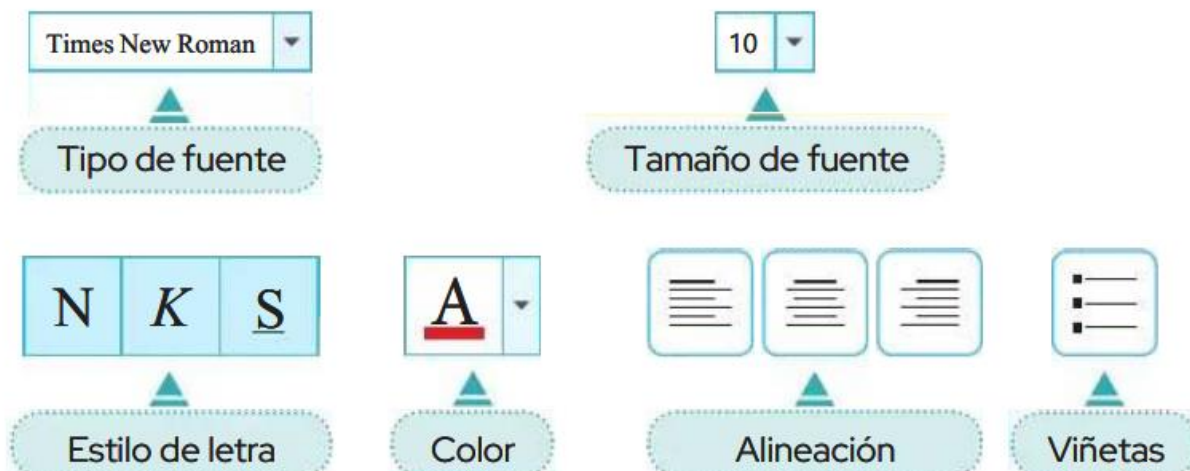 Times New Roman
10
Tipo de fuente
Tamaño de fuente
N K S
A
Estilo de letra
Color
Alineación
Viñetas